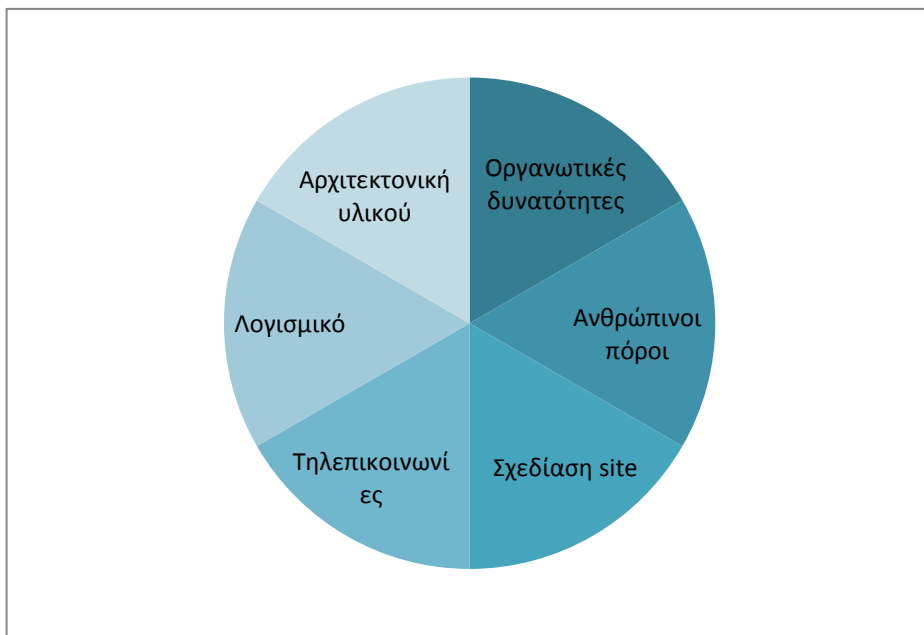 Οργανωτικές
δυνατότητες
Ανθρώπινοι
πόροι
Σχεδίαση site
Τηλεπικοινωνί
ες
Λογισμικό
Αρχιτεκτονική
υλικού